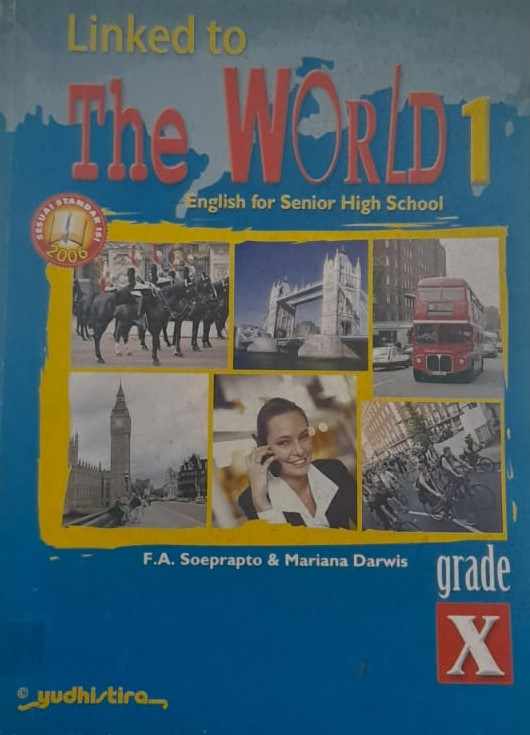 Linked to
The WORLD 1
English for Senior High School
SESUAI STANDAR ISI
2006
F.A. Soeprapto & Mariana Darwis
grade
X
© yudhistira